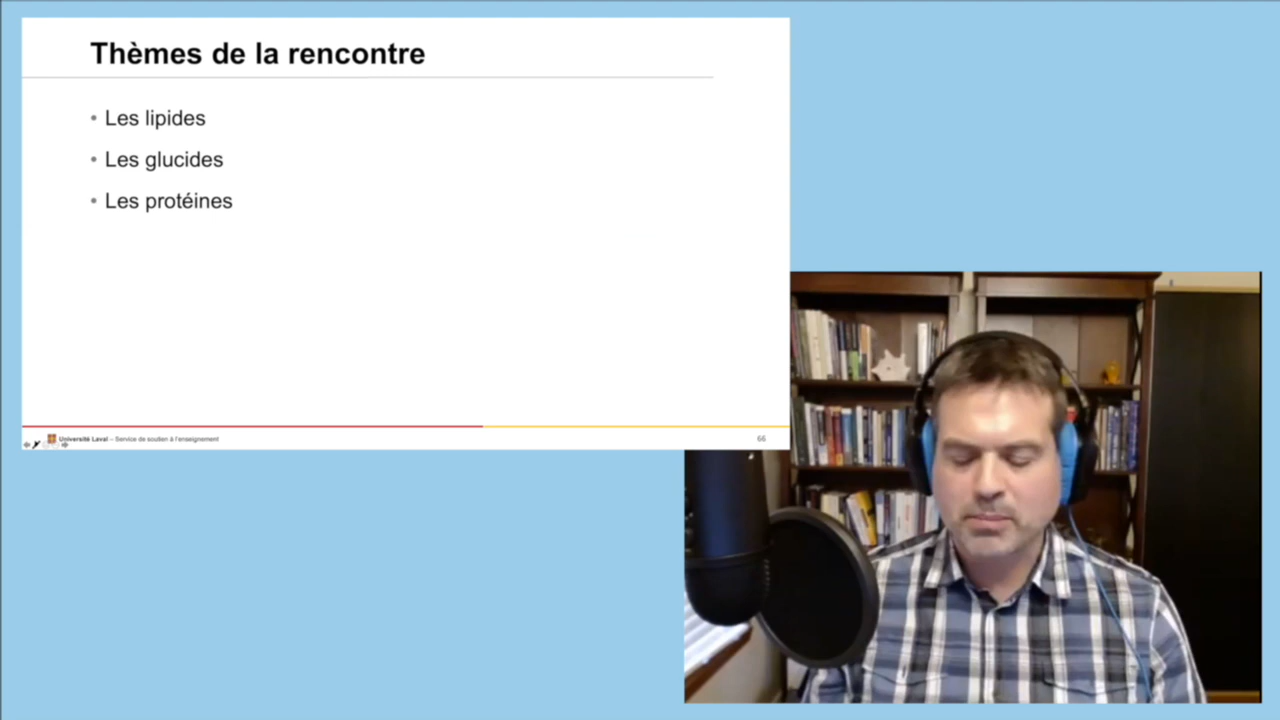 Thèmes de la rencontre
• Les lipides
• Les glucides
• Les protéines
Université Laval – Service de soutien à l'enseignement
66